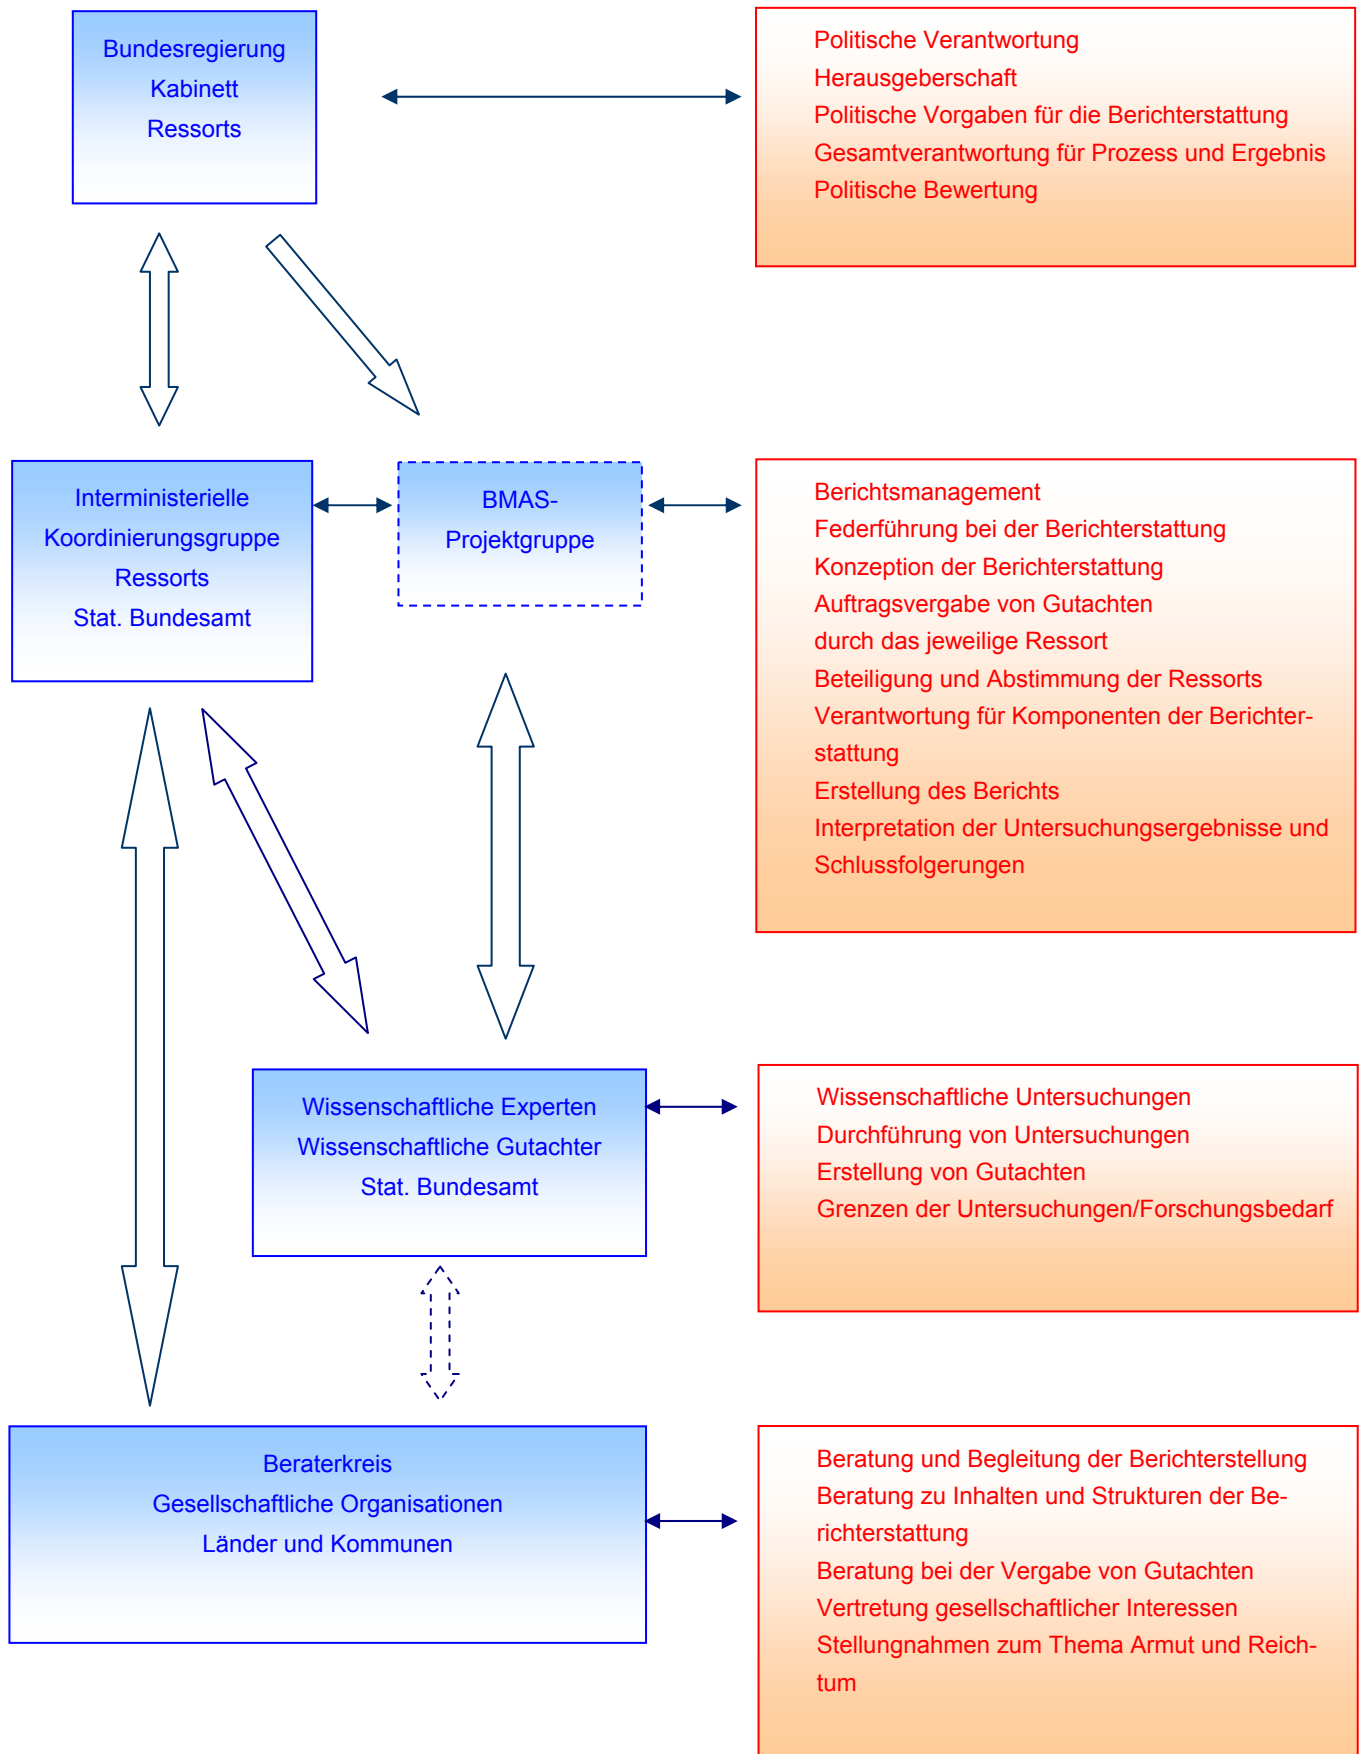 Bundesregierung
Kabinett
Ressorts
Politische Verantwortung
Herausgeberschaft
Politische Vorgaben für die Berichterstattung
Gesamtverantwortung für Prozess und Ergebnis
Politische Bewertung
Interministerielle
Koordinierungsgruppe
Ressorts
Stat. Bundesamt
BMAS-
Projektgruppe
Berichtsmanagement
Federführung bei der Berichterstattung
Konzeption der Berichterstattung
Auftragsvergabe von Gutachten
durch das jeweilige Ressort
Beteiligung und Abstimmung der Ressorts
Verantwortung für Komponenten der Berichter-
stattung
Erstellung des Berichts
Interpretation der Untersuchungsergebnisse und
Schlussfolgerungen
Wissenschaftliche Experten
Wissenschaftliche Gutachter
Stat. Bundesamt
Wissenschaftliche Untersuchungen
Durchführung von Untersuchungen
Erstellung von Gutachten
Grenzen der Untersuchungen/Forschungsbedarf
Beraterkreis
Gesellschaftliche Organisationen
Länder und Kommunen
Beratung und Begleitung der Berichterstellung
Beratung zu Inhalten und Strukturen der Be-
richterstattung
Beratung bei der Vergabe von Gutachten
Vertretung gesellschaftlicher Interessen
Stellungnahmen zum Thema Armut und Reich-
tum